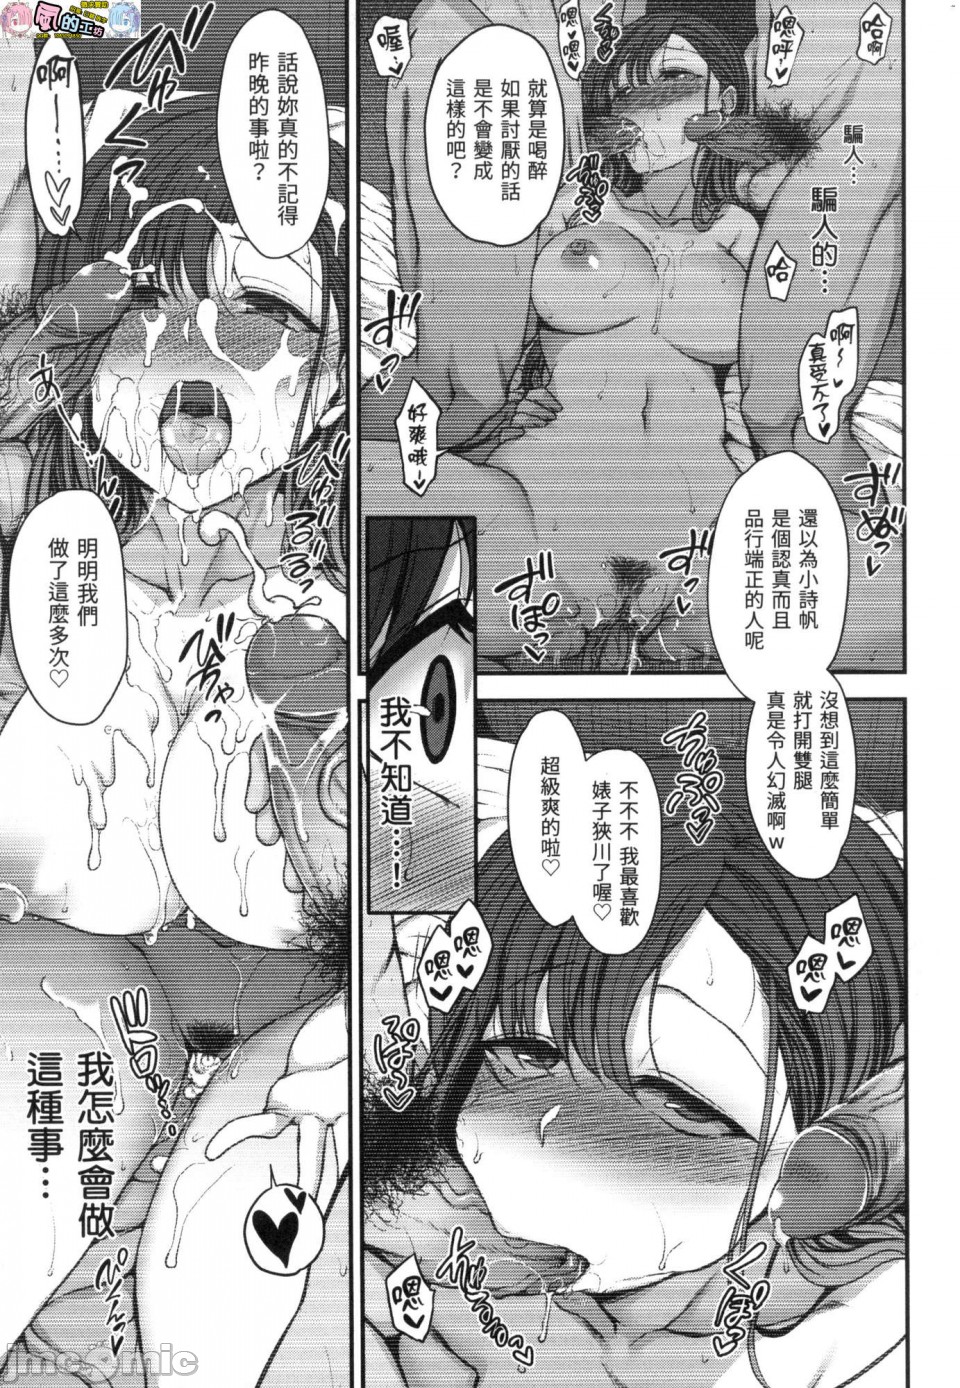 哈啊
嗯呼…
嗯♡
嗯♡
喔…♡
騙人…
騙人的…
哈
就算是喝醉
如果討厭的話
是不會變成
這樣的吧？
啊～♡
真受不了♡
好爽哦♡
還以為小詩帆
是個認真而且
品行端正的人呢
沒想到這麼簡單
就打開雙腿
真是令人幻滅啊w
不不不 我最喜歡
婊子狹川了喔♡
超級爽的啦♡
嗯♡
嗯♡
嗯♡
嗯♡
嗯♡
我不知道…！
話說妳真的不記得
昨晚的事啦？
啊——……♡
明明我們
做了這麼多次♡
我怎麼會做
這種事…
風的工坊
jmcomic